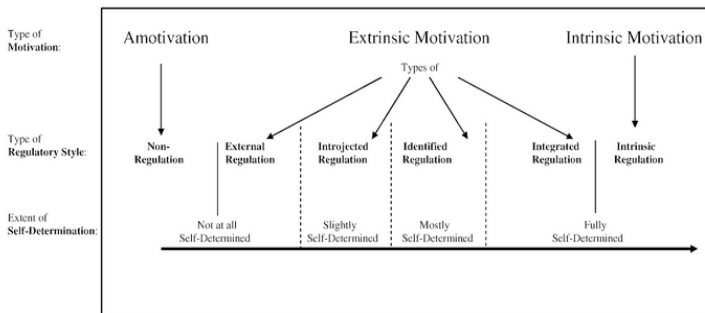 Type of
Motivation:
Amotivation
Extrinsic Motivation
Intrinsic Motivation
Types of
Type of
Regulatory Style:
Non-
Regulation
External
Regulation
Introjected
Regulation
Identified
Regulation
Integrated
Regulation
Intrinsic
Regulation
Extent of
Self-Determination:
Not at all
Self-Determined
Slightly
Self-Determined
Mostly
Self-Determined
Fully
Self-Determined